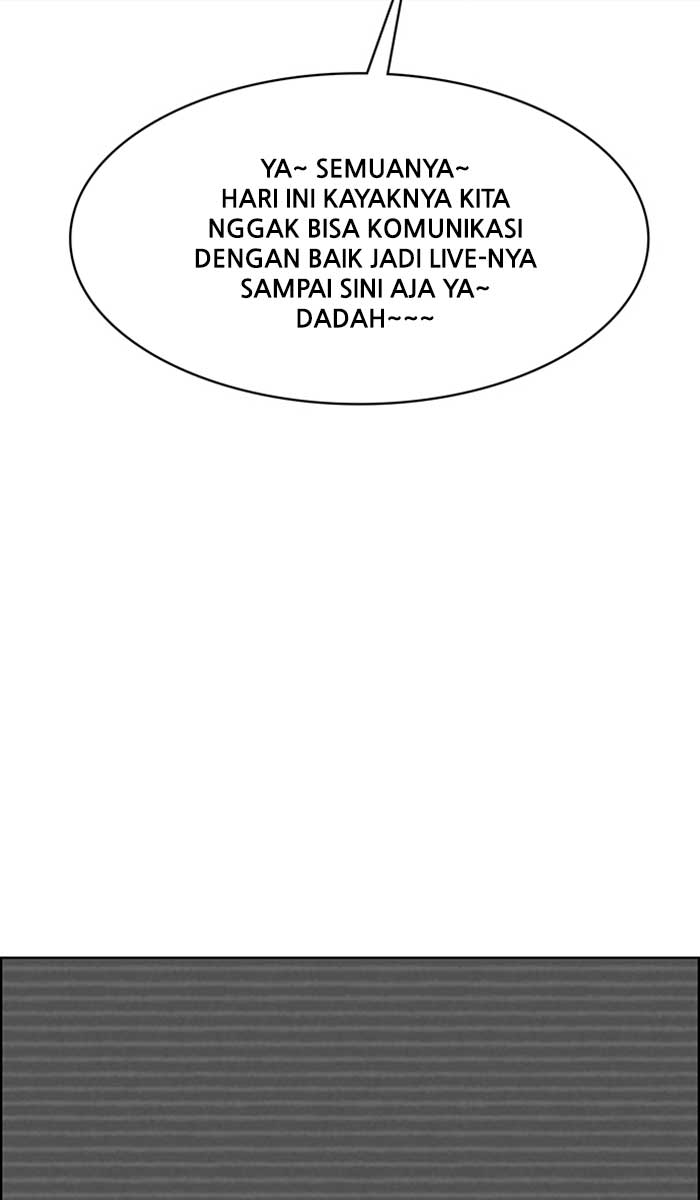 YA~ SEMUANYA~
HARI INI KAYAKNYA KITA
NGGAK BISA KOMUNIKASI
DENGAN BAIK JADI LIVE-NYA
SAMPAI SINI AJA YA~
DADAH~~~